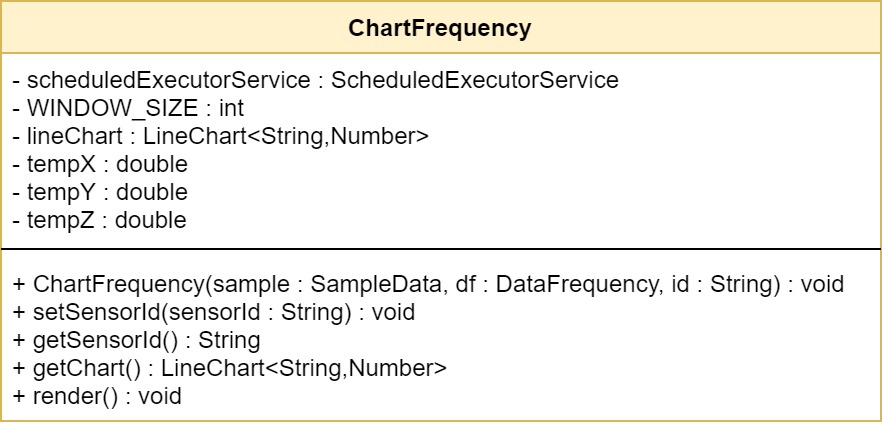 ChartFrequency
- scheduledExecutorService : ScheduledExecutorService
- WINDOW_SIZE : int
- lineChart : LineChart<String,Number>
- tempX : double
- tempY : double
- tempZ : double
+ ChartFrequency(sample : SampleData, df : DataFrequency, id : String) : void
+ setSensorId(sensorId : String) : void
+ getSensorId() : String
+ getChart() : LineChart<String,Number>
+ render() : void